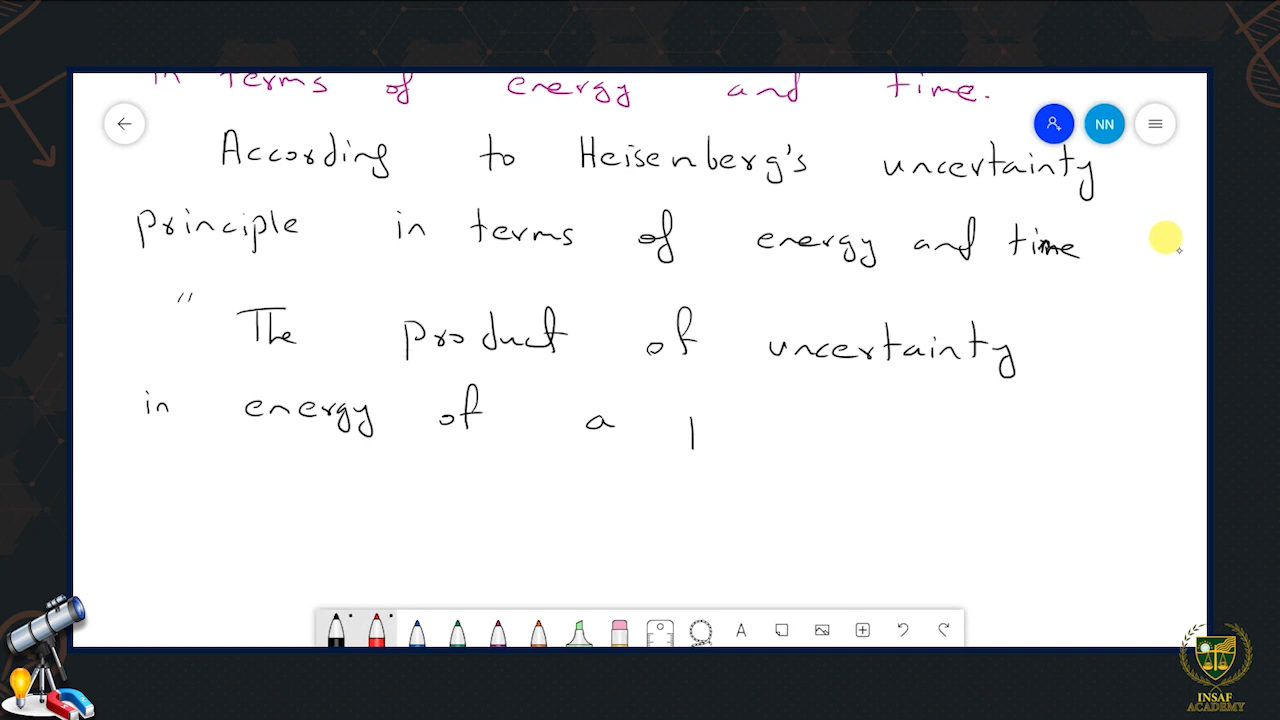 in terms of energy and time.
NN
According to Heisenberg's uncertainty
principle in terms of energy and time
" The product of uncertainty
in energy of a
A
INSAF
ACADEMY